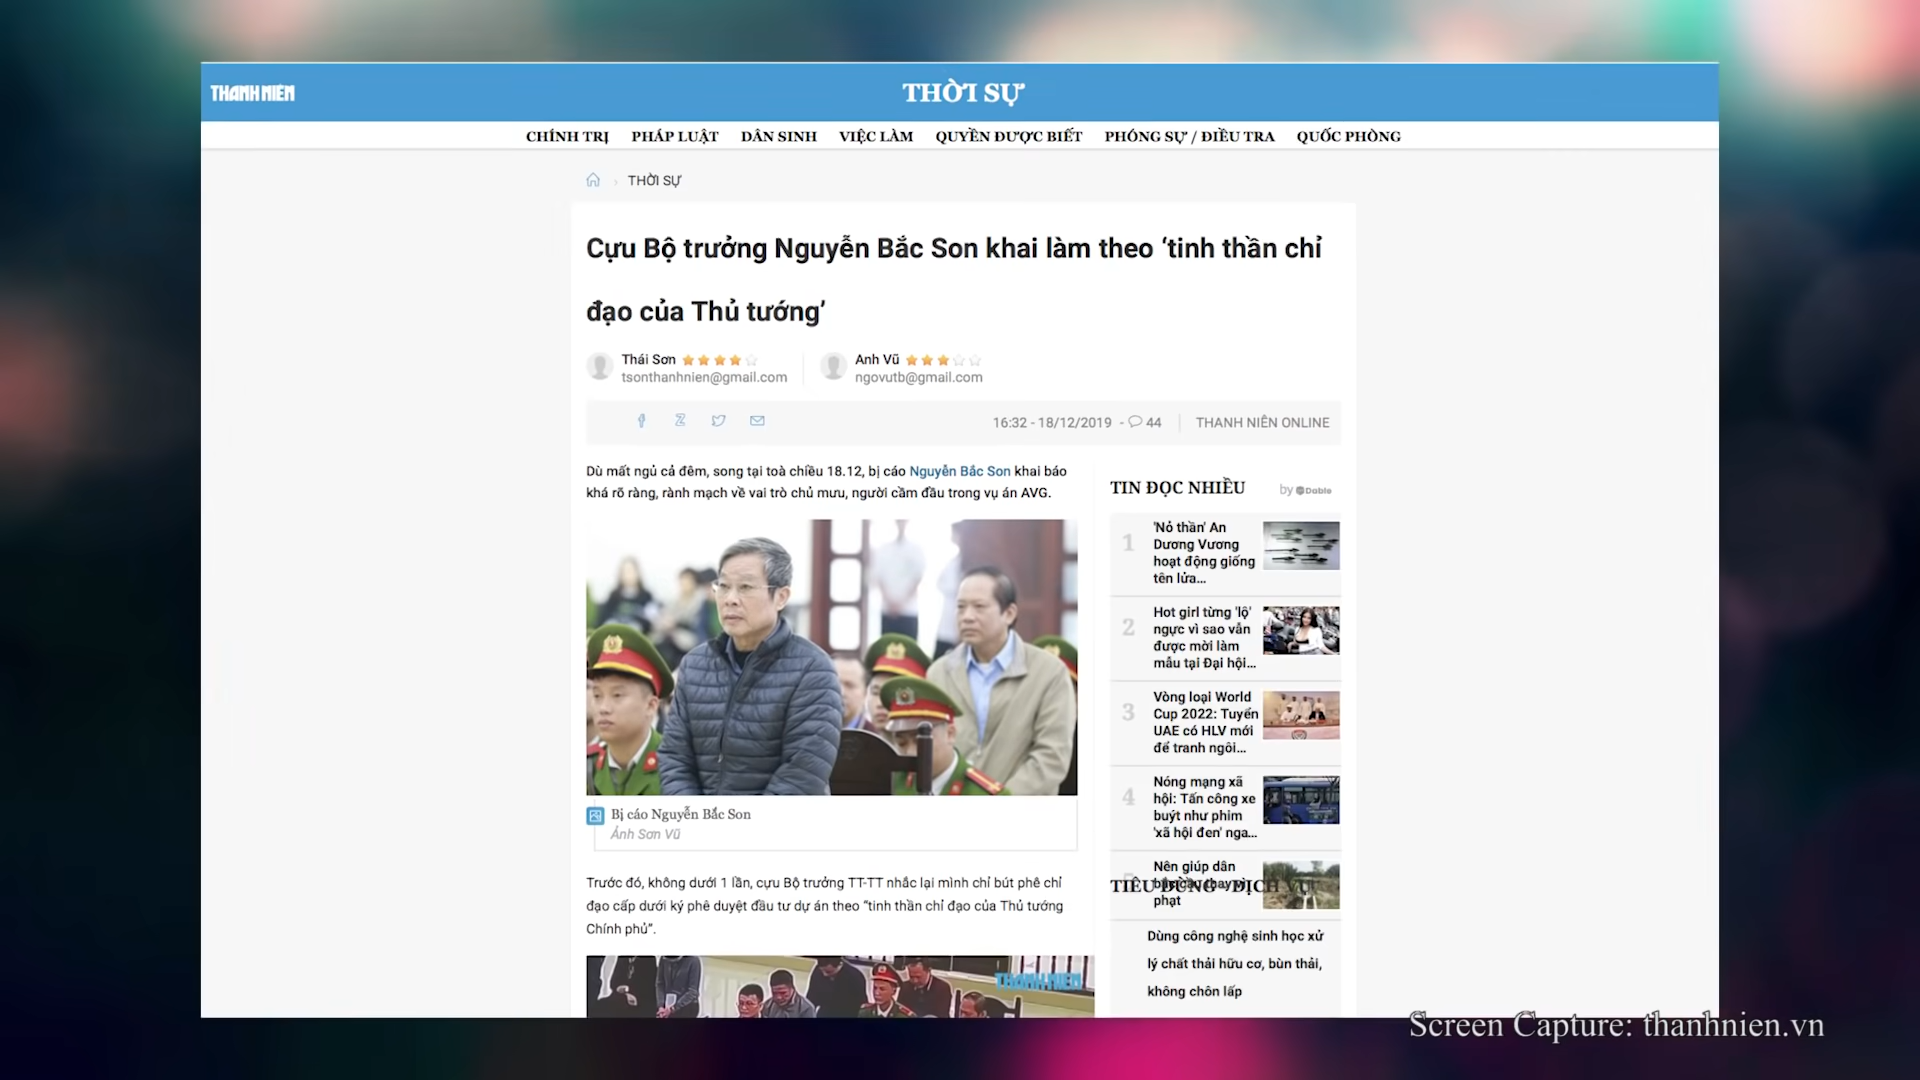 THANH NIÊN
THỜI SỰ
CHÍNH TRỊ PHÁP LUẬT DÂN SINH VIỆC LÀM QUYỀN ĐƯỢC BIẾT PHÓNG SỰ / ĐIỀU TRA QUỐC PHÒNG
THỜI SỰ
Cựu Bộ trưởng Nguyễn Bắc Son khai làm theo ‘tinh thần chỉ
đạo của Thủ tướng’
Thái Sơn
tsonthanhnien@gmail.com
Anh Vũ
ngovutb@gmail.com
16:32 - 18/12/2019 - 44 THANH NIÊN ONLINE
Dù mất ngủ cả đêm, song tại toà chiều 18.12, bị cáo Nguyễn Bắc Son khai báo
khá rõ ràng, rành mạch về vai trò chủ mưu, người cầm đầu trong vụ án AVG.
Bị cáo Nguyễn Bắc Son
Ảnh Sơn Vũ
Trước đó, không dưới 1 lần, cựu Bộ trưởng TT-TT nhắc lại mình chỉ bút phê chỉ
đạo cấp dưới ký phê duyệt đầu tư dự án theo “tinh thần chỉ đạo của Thủ tướng
Chính phủ”.
THANH NIÊN
TIN ĐỌC NHIỀU
by Dable
1
'Nỏ thần' An
Dương Vương
hoạt động giống
tên lửa...
2
Hot girl từng 'lộ'
ngực vì sao vẫn
được mời làm
mẫu tại Đại hội...
3
Vòng loại World
Cup 2022: Tuyển
UAE có HLV mới
để tranh ngôi...
4
Nóng mạng xã
hội: Tấn công xe
buýt như phim
'xã hội đen' nga...
5
Nên giúp dân
phạt
TIÊU DÙNG - DỊCH VỤ
Dùng công nghệ sinh học xử
lý chất thải hữu cơ, bùn thải,
không chôn lấp
Screen Capture: thanhnien.vn